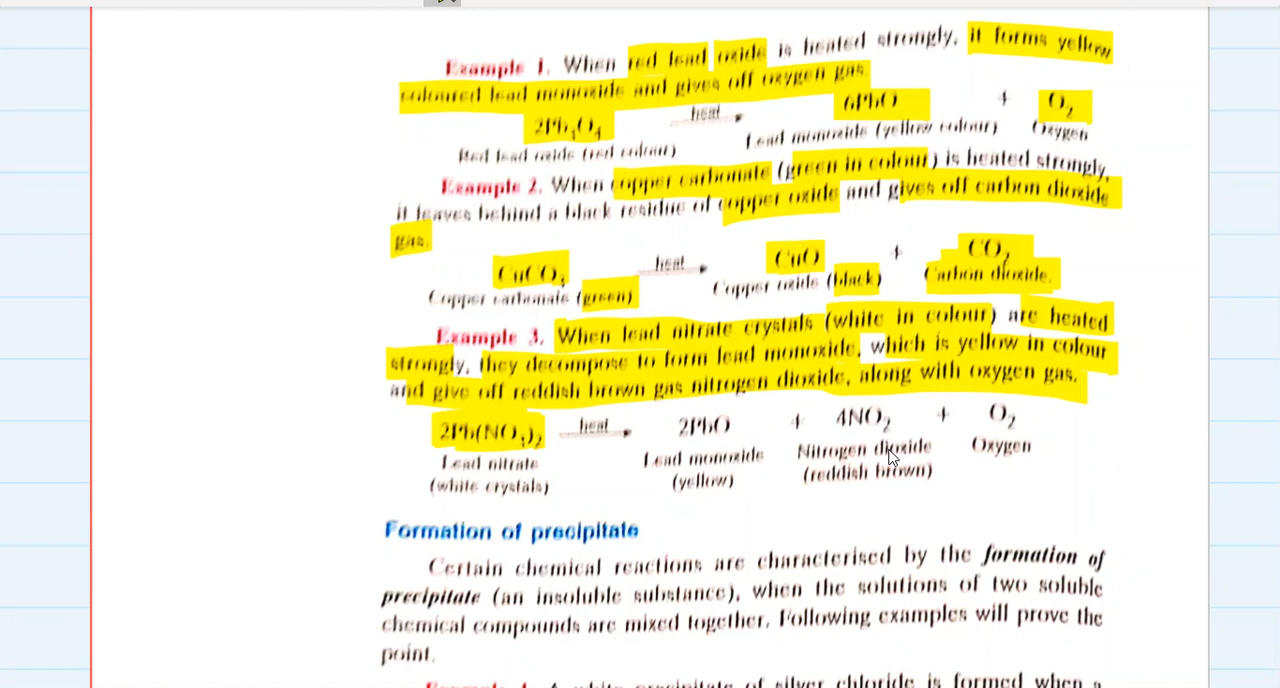 Example 1. When red lead oxide is heated strongly, it forms yellow
coloured lead monoxide and gives off oxygen gas.
2Pb₃O₄ heat → 6PbO + O₂
Red lead oxide (red colour) Lead monoxide (yellow colour) Oxygen
Example 2. When copper carbonate (green in colour) is heated strongly,
it leaves behind a black residue of copper oxide and gives off carbon dioxide
gas.
CuCO₃ heat → CuO + CO₂
Copper carbonate (green) Copper oxide (black) Carbon dioxide.
Example 3. When lead nitrate crystals (white in colour) are heated
strongly, they decompose to form lead monoxide, which is yellow in colour
and give off reddish brown gas nitrogen dioxide, along with oxygen gas.
2Pb(NO₃)₂ heat → 2PbO + 4NO₂ + O₂
Lead nitrate Lead monoxide Nitrogen dioxide Oxygen
(white crystals) (yellow) (reddish brown)
Formation of precipitate
Certain chemical reactions are characterised by the formation of
precipitate (an insoluble substance), when the solutions of two soluble
chemical compounds are mixed together. Following examples will prove the
point.
A white precipitate of silver chloride is formed when a